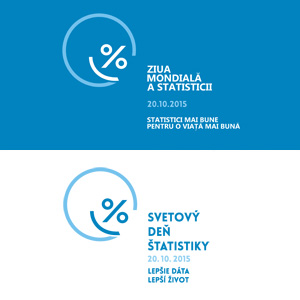 %
ZIUA
MONDIALĂ
A STATISTICII
20.10.2015
STATISTICI MAI BUNE
PENTRU O VIAȚĂ MAI BUNĂ
%
SVETOVÝ
DEŇ
ŠTATISTIKY
20. 10. 2015
LEPŠIE DÁTA
LEPŠÍ ŽIVOT